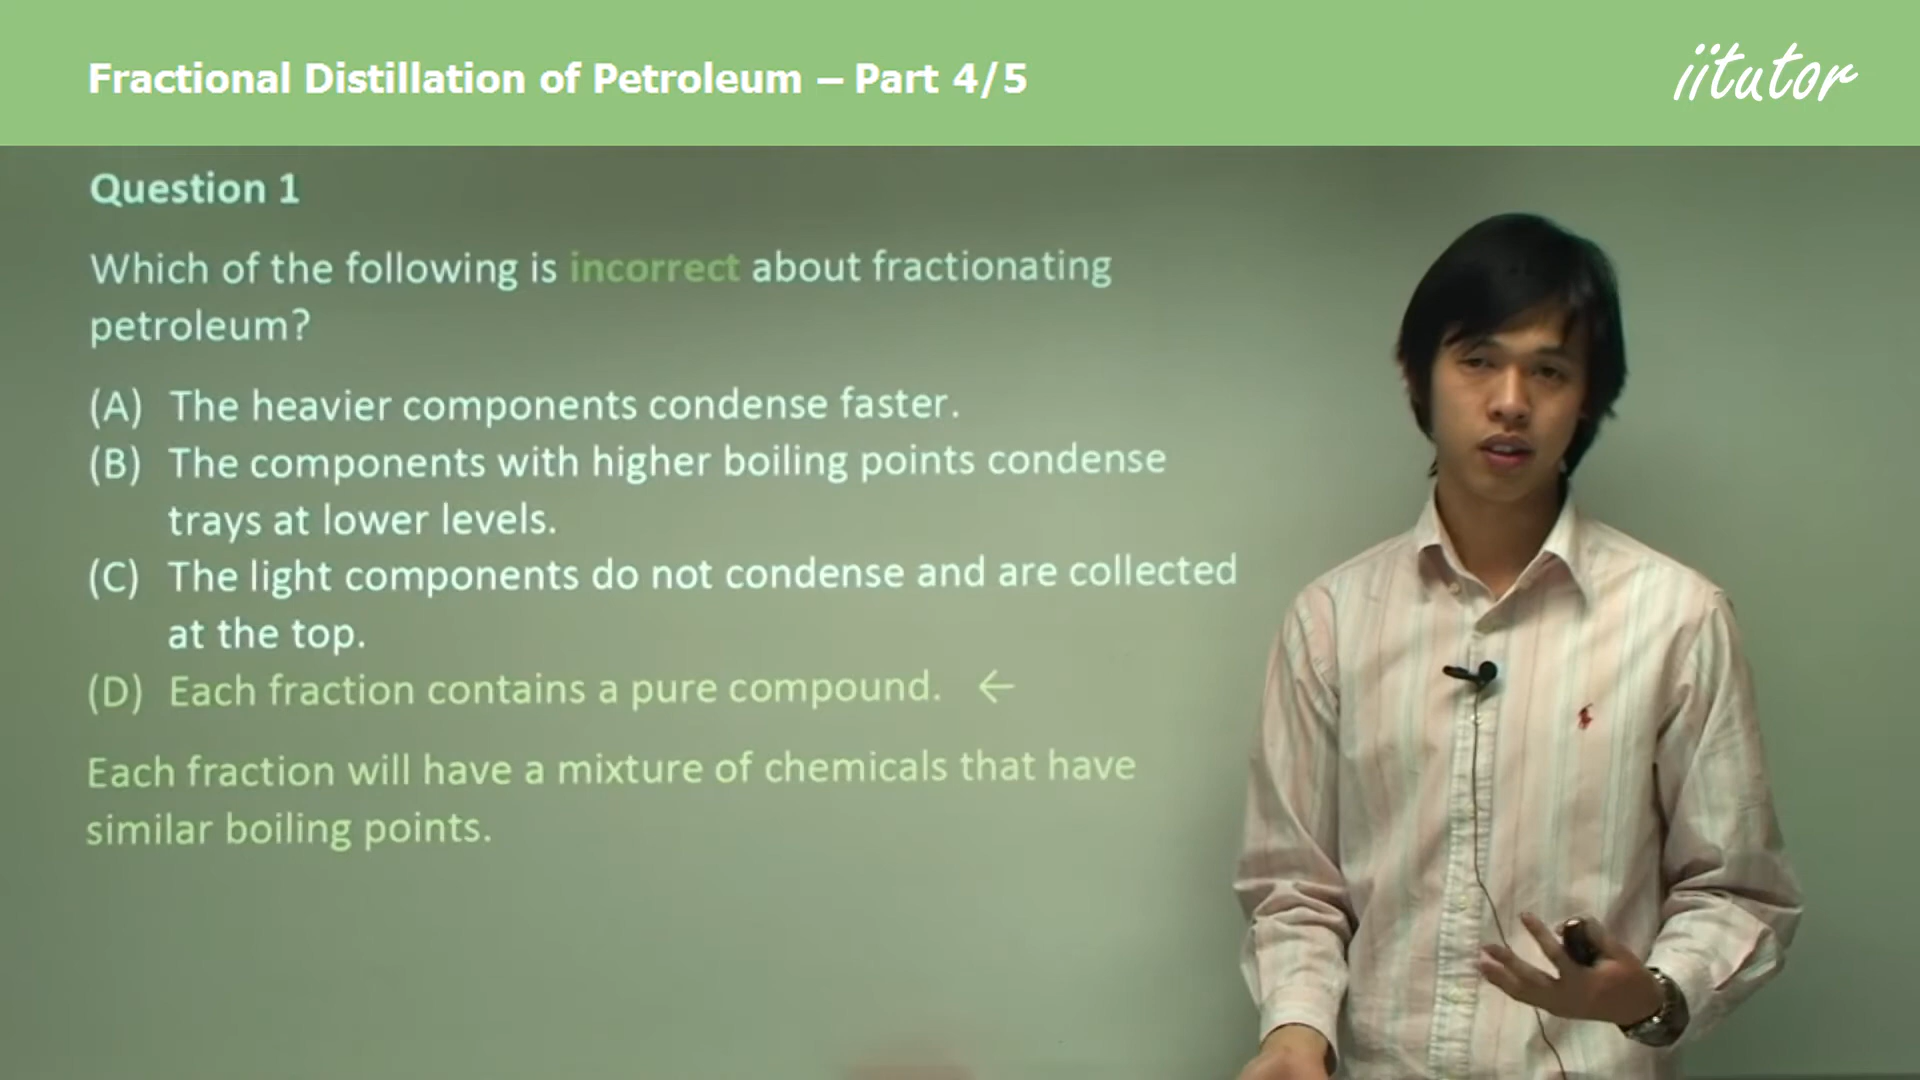 Fractional Distillation of Petroleum – Part 4/5
iitutor
Question 1
Which of the following is incorrect about fractionating
petroleum?
(A) The heavier components condense faster.
(B) The components with higher boiling points condense
trays at lower levels.
(C) The light components do not condense and are collected
at the top.
(D) Each fraction contains a pure compound. ←
Each fraction will have a mixture of chemicals that have
similar boiling points.